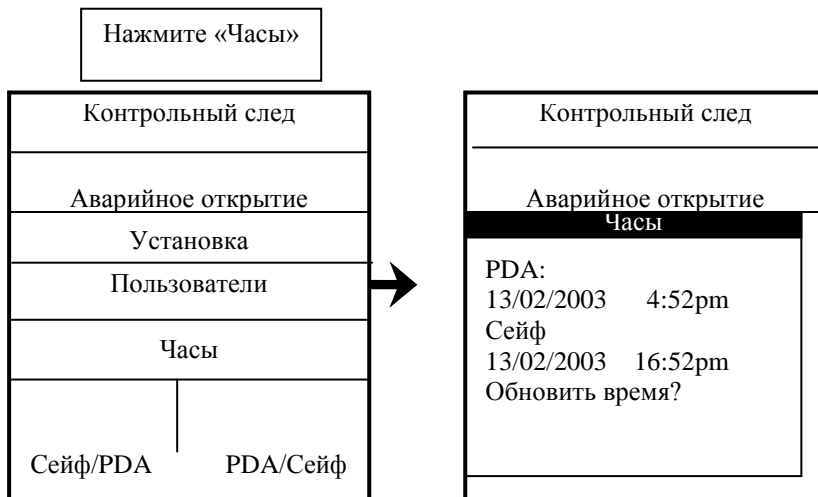 Нажмите «Часы»
Контрольный след
Аварийное открытие
Установка
Пользователи
Часы
Сейф/PDA PDA/Сейф
Контрольный след
Аварийное открытие
Часы
PDA:
13/02/2003 4:52pm
Сейф
13/02/2003 16:52pm
Обновить время?